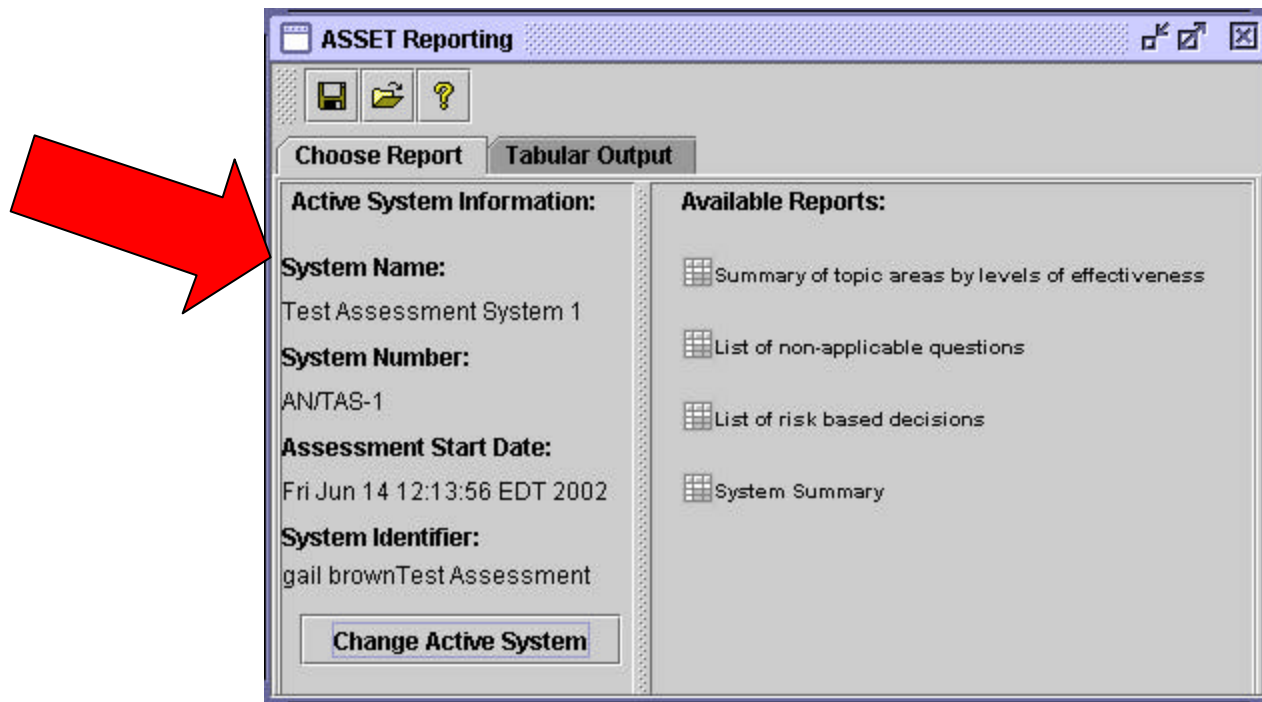 ASSET Reporting
Choose Report
Tabular Output
Active System Information:
System Name:
Test Assessment System 1
System Number:
AN/TAS-1
Assessment Start Date:
Fri Jun 14 12:13:56 EDT 2002
System Identifier:
gail brownTest Assessment
Change Active System
Available Reports:
Summary of topic areas by levels of effectiveness
List of non-applicable questions
List of risk based decisions
System Summary